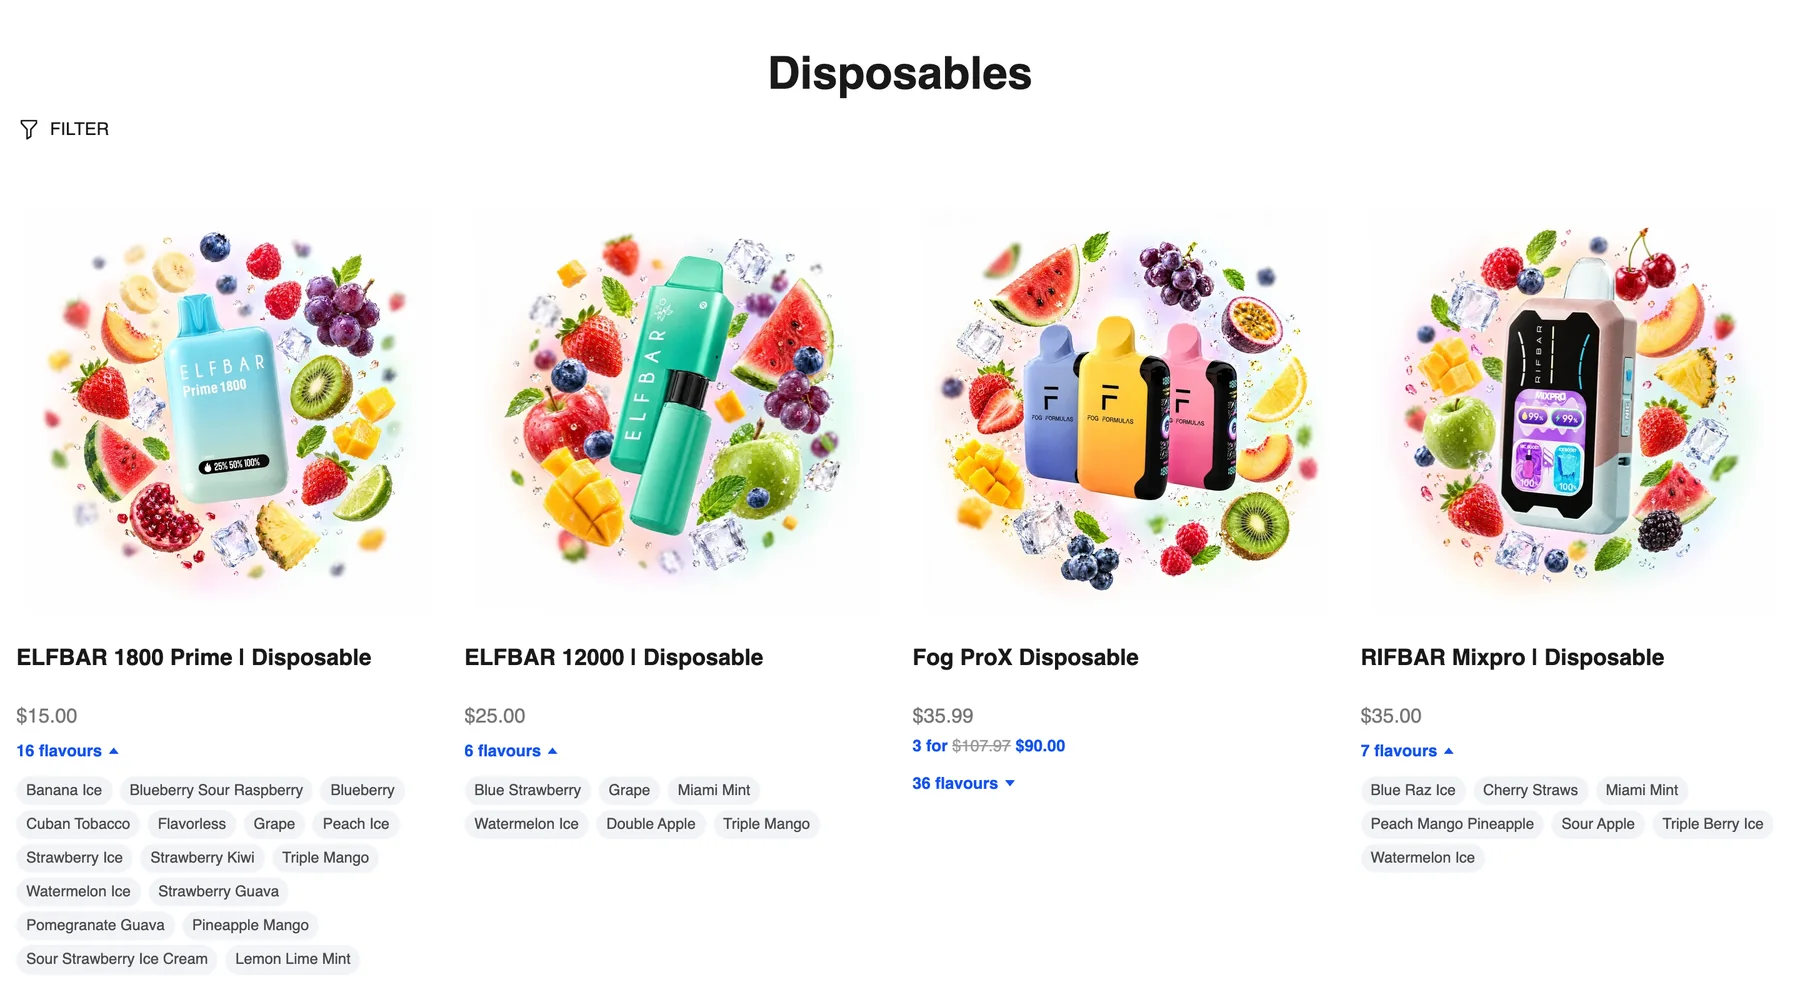 Disposables
FILTER
ELFBAR
Prime 1800
25% 50% 100%
ELFBAR
FOG FORMULAS
FOG FORMULAS
FOG FORMULAS
RIFBAR
MIXPRO
99% 99%
100% 100%
ELFBAR 1800 Prime | Disposable
$15.00
16 flavours
Banana Ice Blueberry Sour Raspberry Blueberry
Cuban Tobacco Flavorless Grape Peach Ice
Strawberry Ice Strawberry Kiwi Triple Mango
Watermelon Ice Strawberry Guava
Pomegranate Guava Pineapple Mango
Sour Strawberry Ice Cream Lemon Lime Mint
ELFBAR 12000 | Disposable
$25.00
6 flavours
Blue Strawberry Grape Miami Mint
Watermelon Ice Double Apple Triple Mango
Fog ProX Disposable
$35.99
3 for $107.97 $90.00
36 flavours
RIFBAR Mixpro | Disposable
$35.00
7 flavours
Blue Raz Ice Cherry Straws Miami Mint
Peach Mango Pineapple Sour Apple Triple Berry Ice
Watermelon Ice